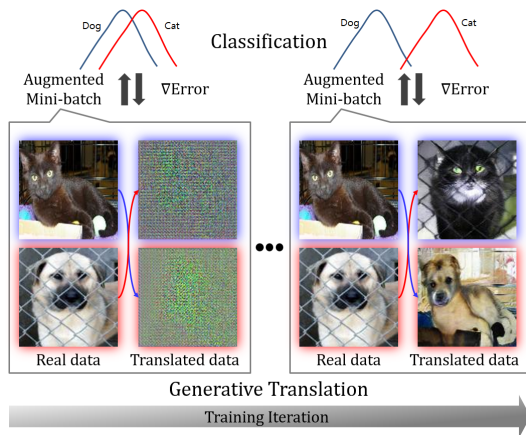 Dog
Cat
Classification
Dog
Cat
Augmented
Mini-batch
∇Error
Augmented
Mini-batch
∇Error
Real data
Translated data
Real data
Translated data
Generative Translation
Training Iteration